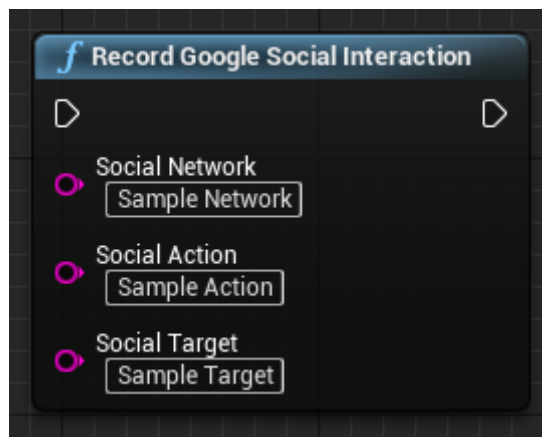 f Record Google Social Interaction
Social Network
Sample Network
Social Action
Sample Action
Social Target
Sample Target